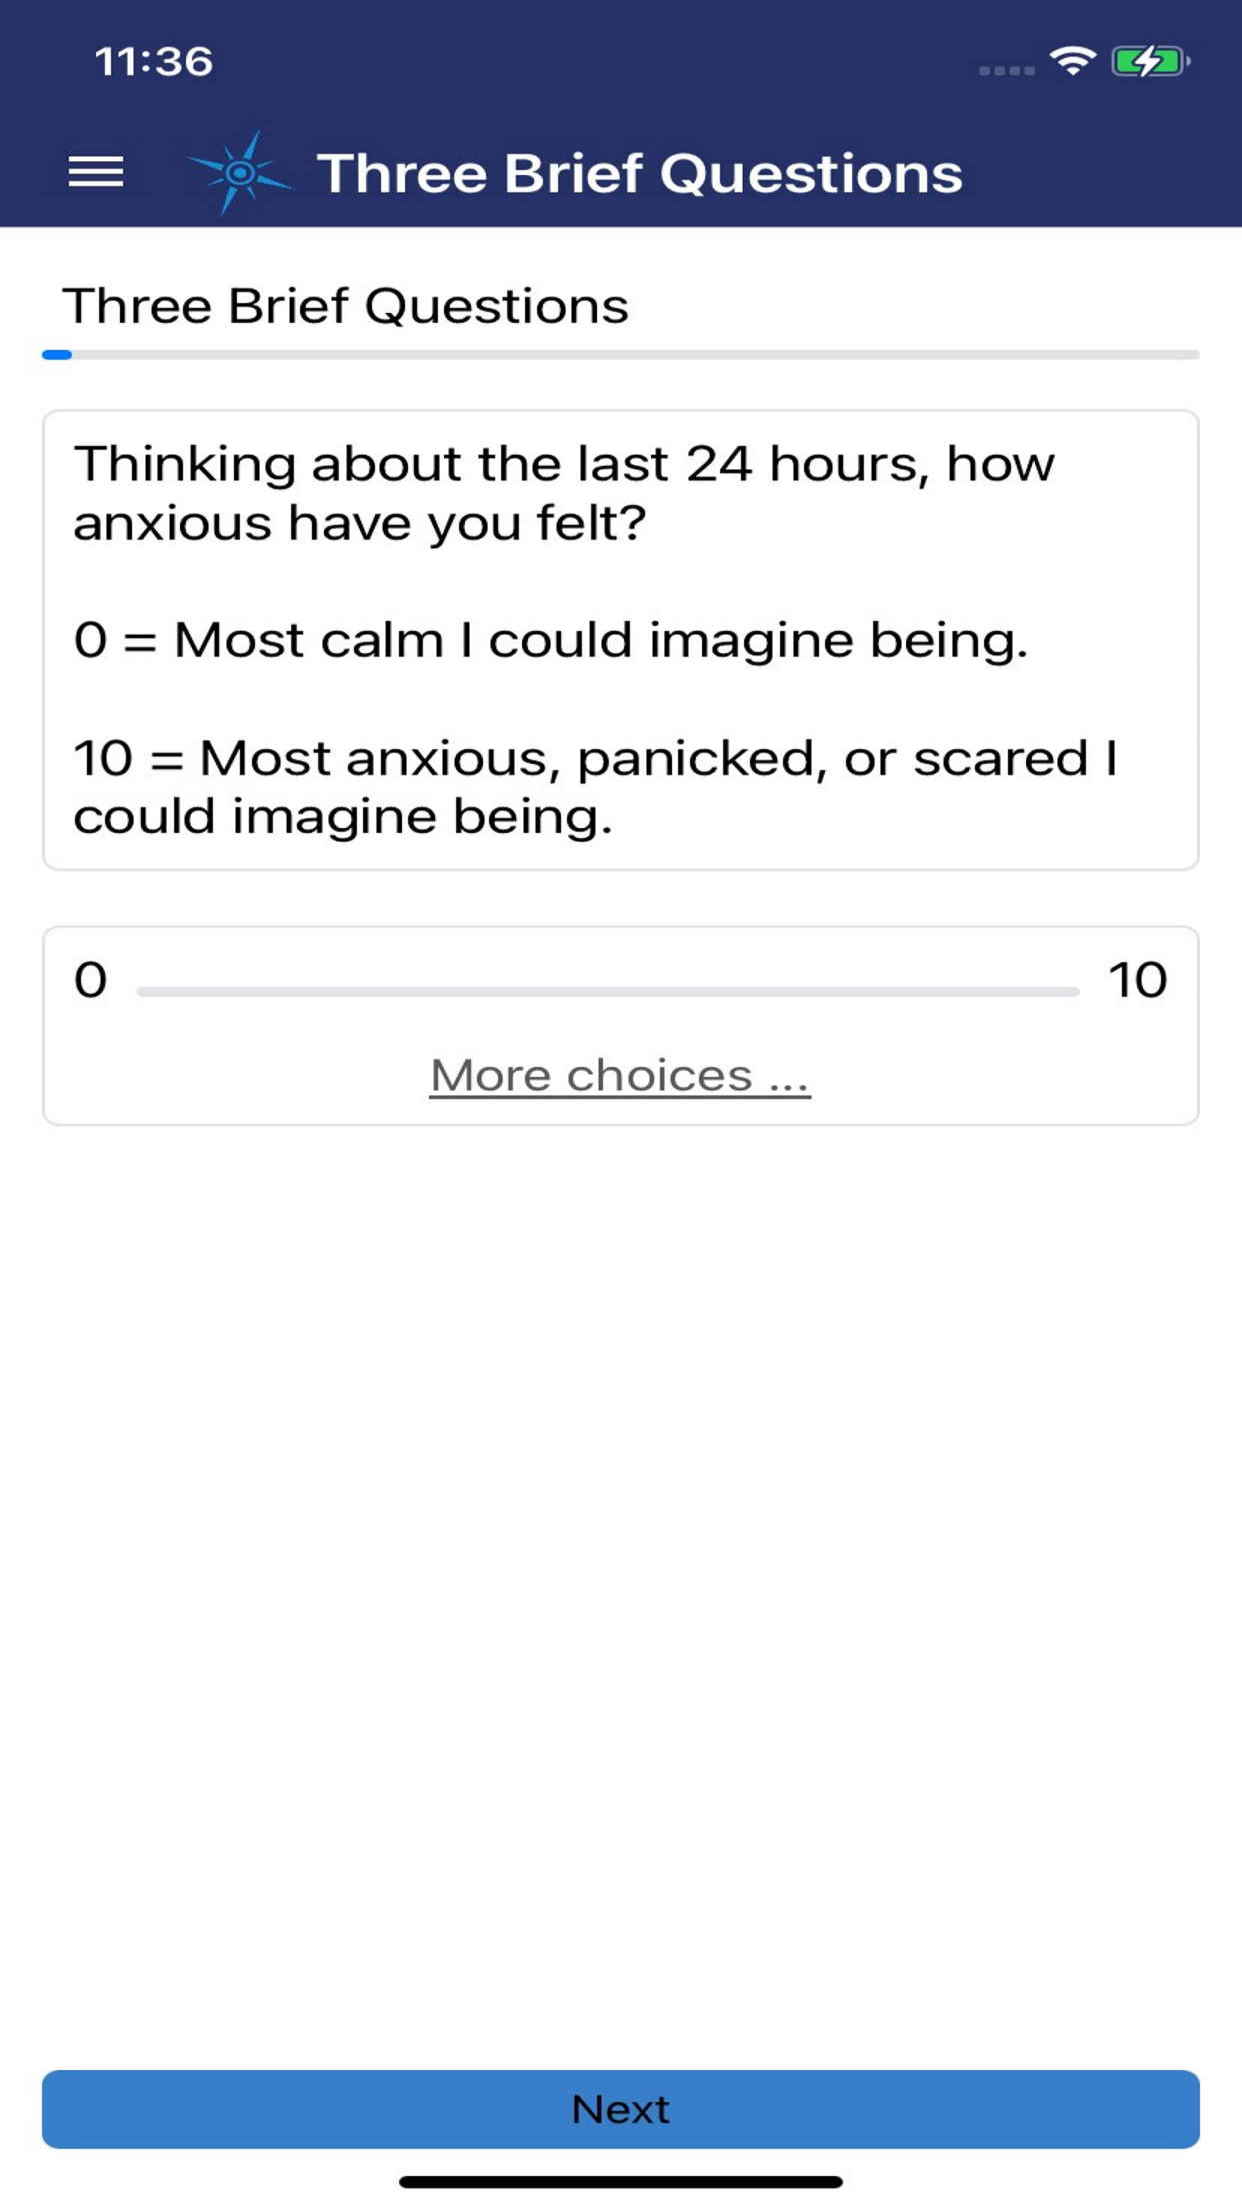 11:36
Three Brief Questions
Three Brief Questions
Thinking about the last 24 hours, how
anxious have you felt?
0 = Most calm I could imagine being.
10 = Most anxious, panicked, or scared I
could imagine being.
0 10
More choices ...
Next